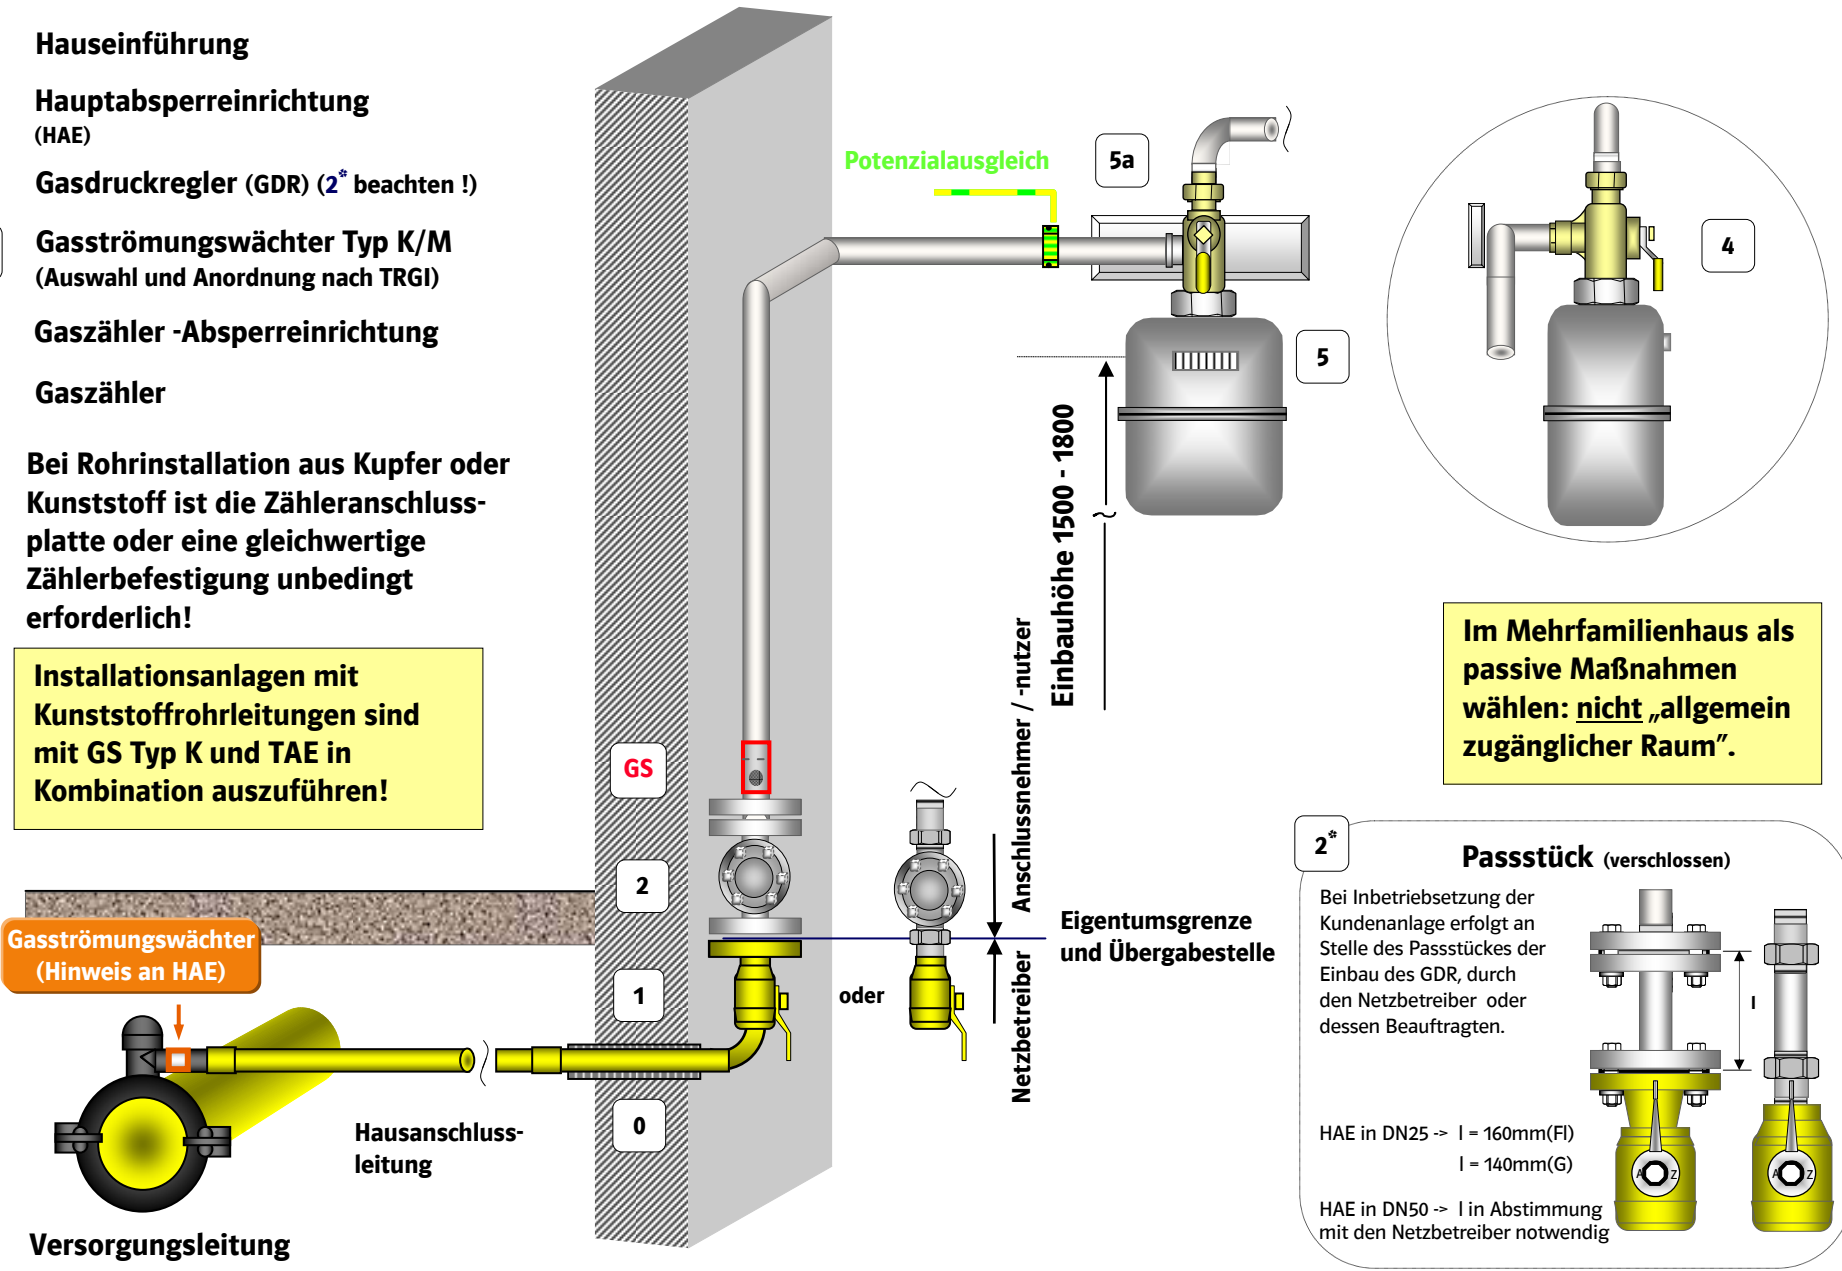 Hauseinführung
Hauptabsperreinrichtung
(HAE)
Gasdruckregler (GDR) (2* beachten !)
Gasströmungswächter Typ K/M
(Auswahl und Anordnung nach TRGI)
Gaszähler -Absperreinrichtung
Gaszähler
Bei Rohrinstallation aus Kupfer oder
Kunststoff ist die Zähleranschluss-
platte oder eine gleichwertige
Zählerbefestigung unbedingt
erforderlich!
Installationsanlagen mit
Kunststoffrohrleitungen sind
mit GS Typ K und TAE in
Kombination auszuführen!
Gasströmungswächter
(Hinweis an HAE)
Hausanschluss-
leitung
Versorgungsleitung
GS
2
1
0
oder
Potenzialausgleich
5a
5
4
Einbauhöhe 1500 - 1800
Anschlussnehmer / -nutzer
Netzbetreiber
Eigentumsgrenze
und Übergabestelle
Im Mehrfamilienhaus als
passive Maßnahmen
wählen: nicht „allgemein
zugänglicher Raum”.
2*
Passstück (verschlossen)
Bei Inbetriebsetzung der
Kundenanlage erfolgt an
Stelle des Passstückes der
Einbau des GDR, durch
den Netzbetreiber oder
dessen Beauftragten.
l
HAE in DN25 -> l = 160mm(Fl)
l = 140mm(G)
HAE in DN50 -> l in Abstimmung
mit den Netzbetreiber notwendig
A Z
A Z